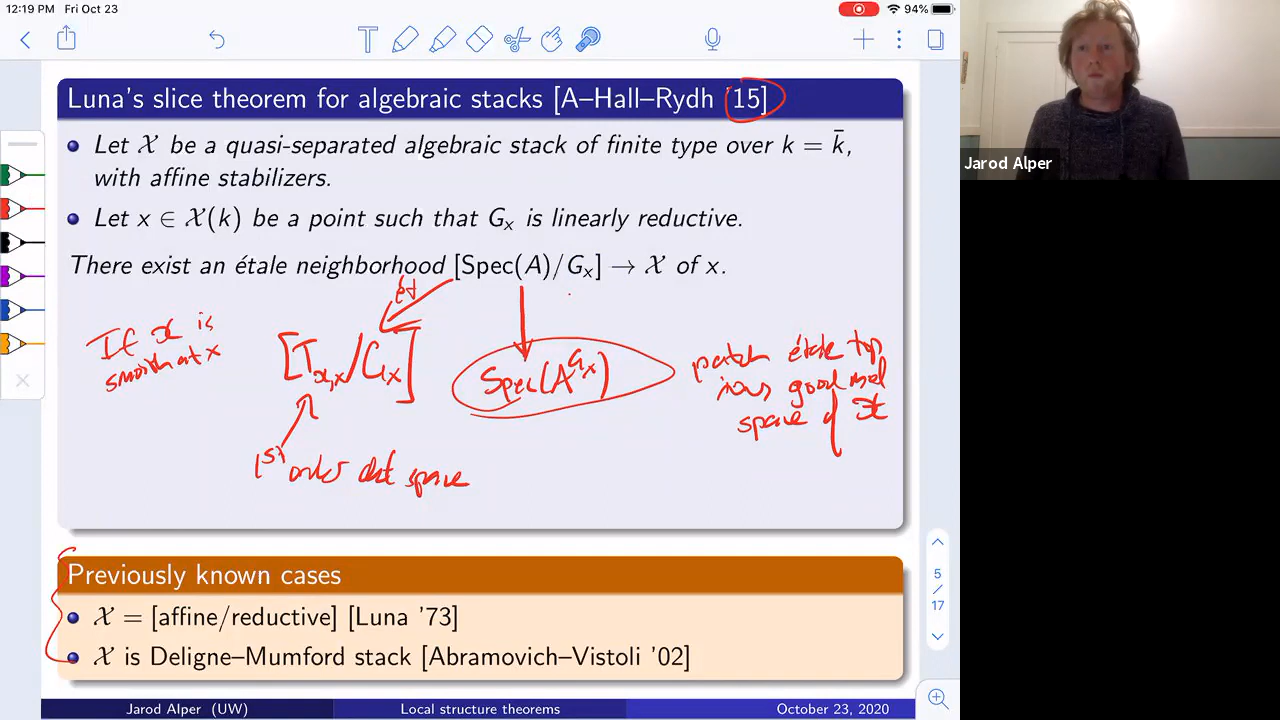 12:19 PM Fri Oct 23
94%
Luna's slice theorem for algebraic stacks [A–Hall–Rydh '15]
Let 𝒳 be a quasi-separated algebraic stack of finite type over k = k̄,
with affine stabilizers.
Let x ∈ 𝒳(k) be a point such that Gₓ is linearly reductive.
There exist an étale neighborhood [Spec(A)/Gₓ] → 𝒳 of x.
ét
If 𝒳 is
smooth at x
[T𝒳,x/Gx]
Spec(A^Gx)
patch étale top
good mod
space of 𝒳
1st order def space
Previously known cases
𝒳 = [affine/reductive] [Luna '73]
𝒳 is Deligne–Mumford stack [Abramovich–Vistoli '02]
Jarod Alper (UW)
Local structure theorems
October 23, 2020
5
/
17
Jarod Alper